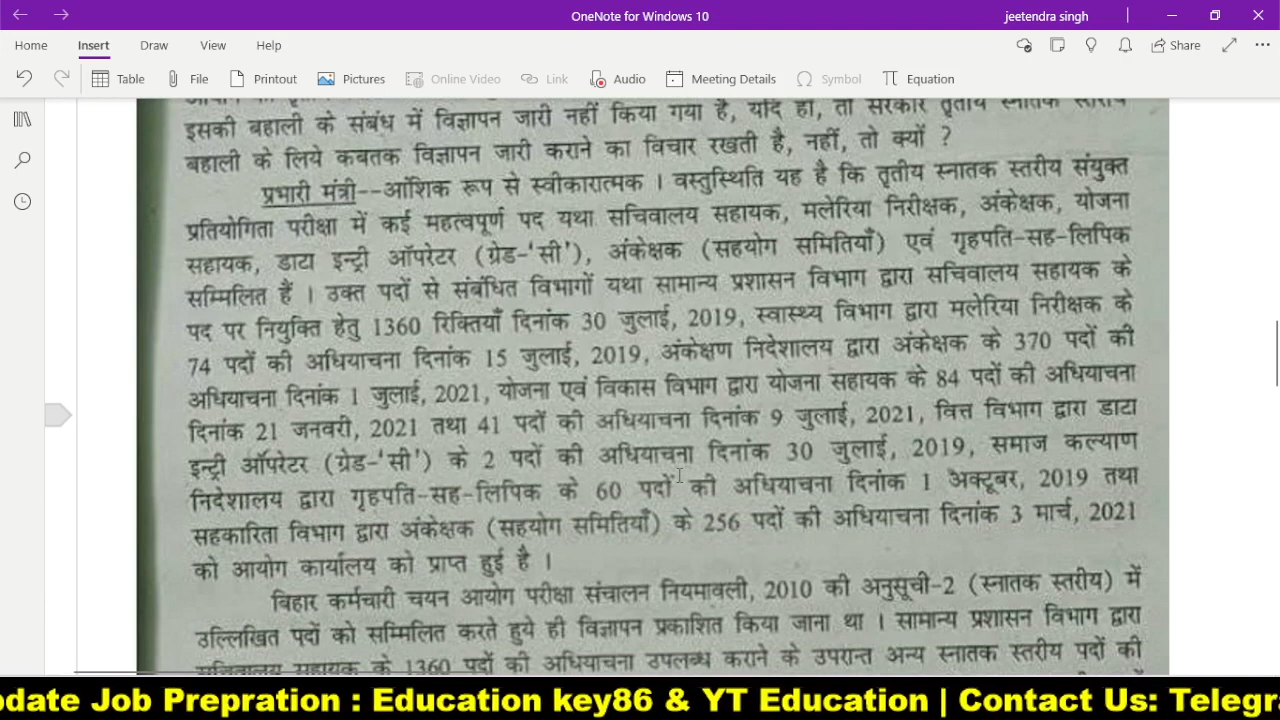 OneNote for Windows 10
jeetendra singh
Home Insert Draw View Help
Share
Table File Printout Pictures Online Video Link Audio Meeting Details Symbol Equation
इसकी बहाली के संबंध में विज्ञापन जारी नहीं किया गया है, यदि हां, तो सरकार तृतीय स्नातक स्तरीय
बहाली के लिये कबतक विज्ञापन जारी कराने का विचार रखती है, नहीं, तो क्यों ?
प्रभारी मंत्री--आंशिक रूप से स्वीकारात्मक । वस्तुस्थिति यह है कि तृतीय स्नातक स्तरीय संयुक्त
प्रतियोगिता परीक्षा में कई महत्वपूर्ण पद यथा सचिवालय सहायक, मलेरिया निरीक्षक, अंकेक्षक, योजना
सहायक, डाटा इन्ट्री ऑपरेटर (ग्रेड-'सी'), अंकेक्षक (सहयोग समितियाँ) एवं गृहपति-सह-लिपिक
सम्मिलित हैं । उक्त पदों से संबंधित विभागों यथा सामान्य प्रशासन विभाग द्वारा सचिवालय सहायक के
पद पर नियुक्ति हेतु 1360 रिक्तियाँ दिनांक 30 जुलाई, 2019, स्वास्थ्य विभाग द्वारा मलेरिया निरीक्षक के
74 पदों की अधियाचना दिनांक 15 जुलाई, 2019, अंकेक्षण निदेशालय द्वारा अंकेक्षक के 370 पदों की
अधियाचना दिनांक 1 जुलाई, 2021, योजना एवं विकास विभाग द्वारा योजना सहायक के 84 पदों की अधियाचना
दिनांक 21 जनवरी, 2021 तथा 41 पदों की अधियाचना दिनांक 9 जुलाई, 2021, वित्त विभाग द्वारा डाटा
इन्ट्री ऑपरेटर (ग्रेड-'सी') के 2 पदों की अधियाचना दिनांक 30 जुलाई, 2019, समाज कल्याण
निदेशालय द्वारा गृहपति-सह-लिपिक के 60 पदों की अधियाचना दिनांक 1 अक्टूबर, 2019 तथा
सहकारिता विभाग द्वारा अंकेक्षक (सहयोग समितियाँ) के 256 पदों की अधियाचना दिनांक 3 मार्च, 2021
को आयोग कार्यालय को प्राप्त हुई है ।
बिहार कर्मचारी चयन आयोग परीक्षा संचालन नियमावली, 2010 की अनुसूची-2 (स्नातक स्तरीय) में
उल्लिखित पदों को सम्मिलित करते हुये ही विज्ञापन प्रकाशित किया जाना था । सामान्य प्रशासन विभाग द्वारा
सचिवालय सहायक के 1360 पदों की अधियाचना उपलब्ध कराने के उपरान्त अन्य स्नातक स्तरीय पदों की
pdate Job Prepration : Education key86 & YT Education | Contact Us: Telegr